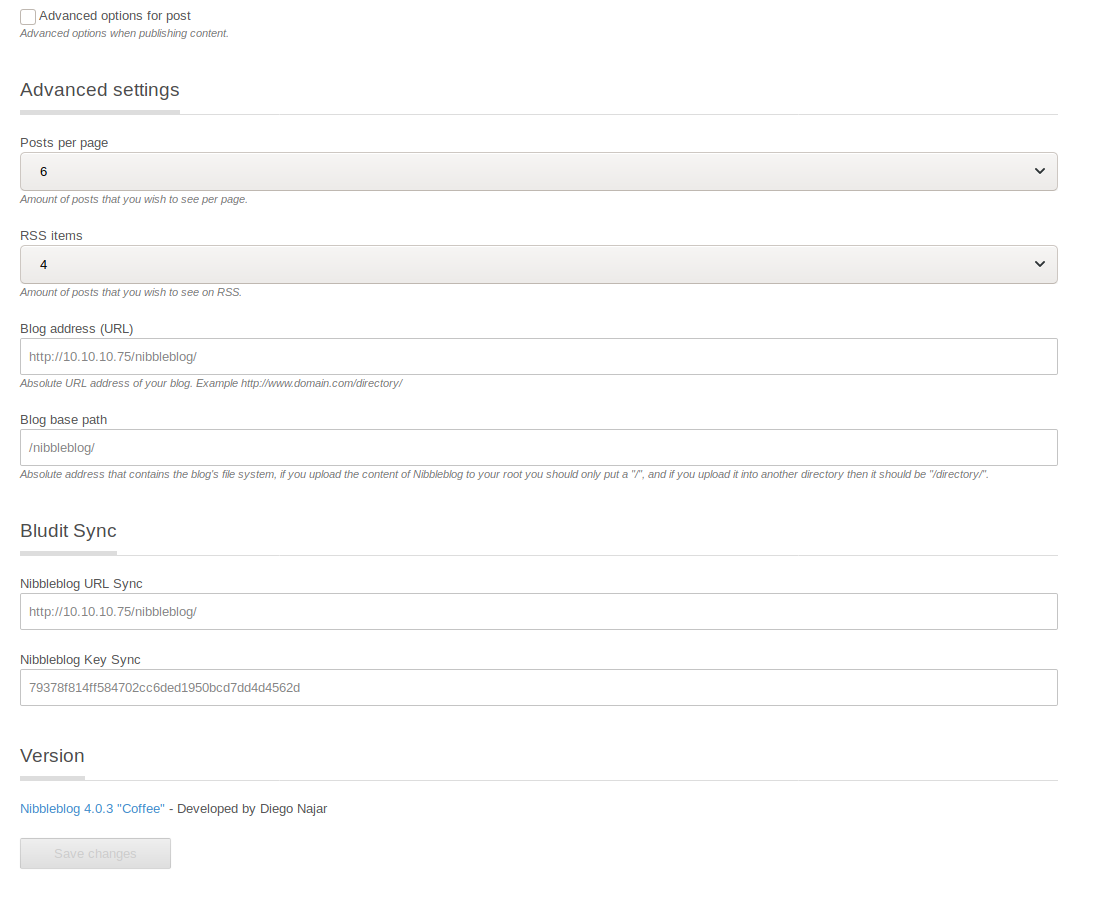 Advanced options for post
Advanced options when publishing content.
Advanced settings
Posts per page
6
Amount of posts that you wish to see per page.
RSS items
4
Amount of posts that you wish to see on RSS.
Blog address (URL)
http://10.10.10.75/nibbleblog/
Absolute URL address of your blog. Example http://www.domain.com/directory/
Blog base path
/nibbleblog/
Absolute address that contains the blog's file system, if you upload the content of Nibbleblog to your root you should only put a "/", and if you upload it into another directory then it should be "/directory/".
Bludit Sync
Nibbleblog URL Sync
http://10.10.10.75/nibbleblog/
Nibbleblog Key Sync
79378f814ff584702cc6ded1950bcd7dd4d4562d
Version
Nibbleblog 4.0.3 "Coffee" - Developed by Diego Najar
Save changes